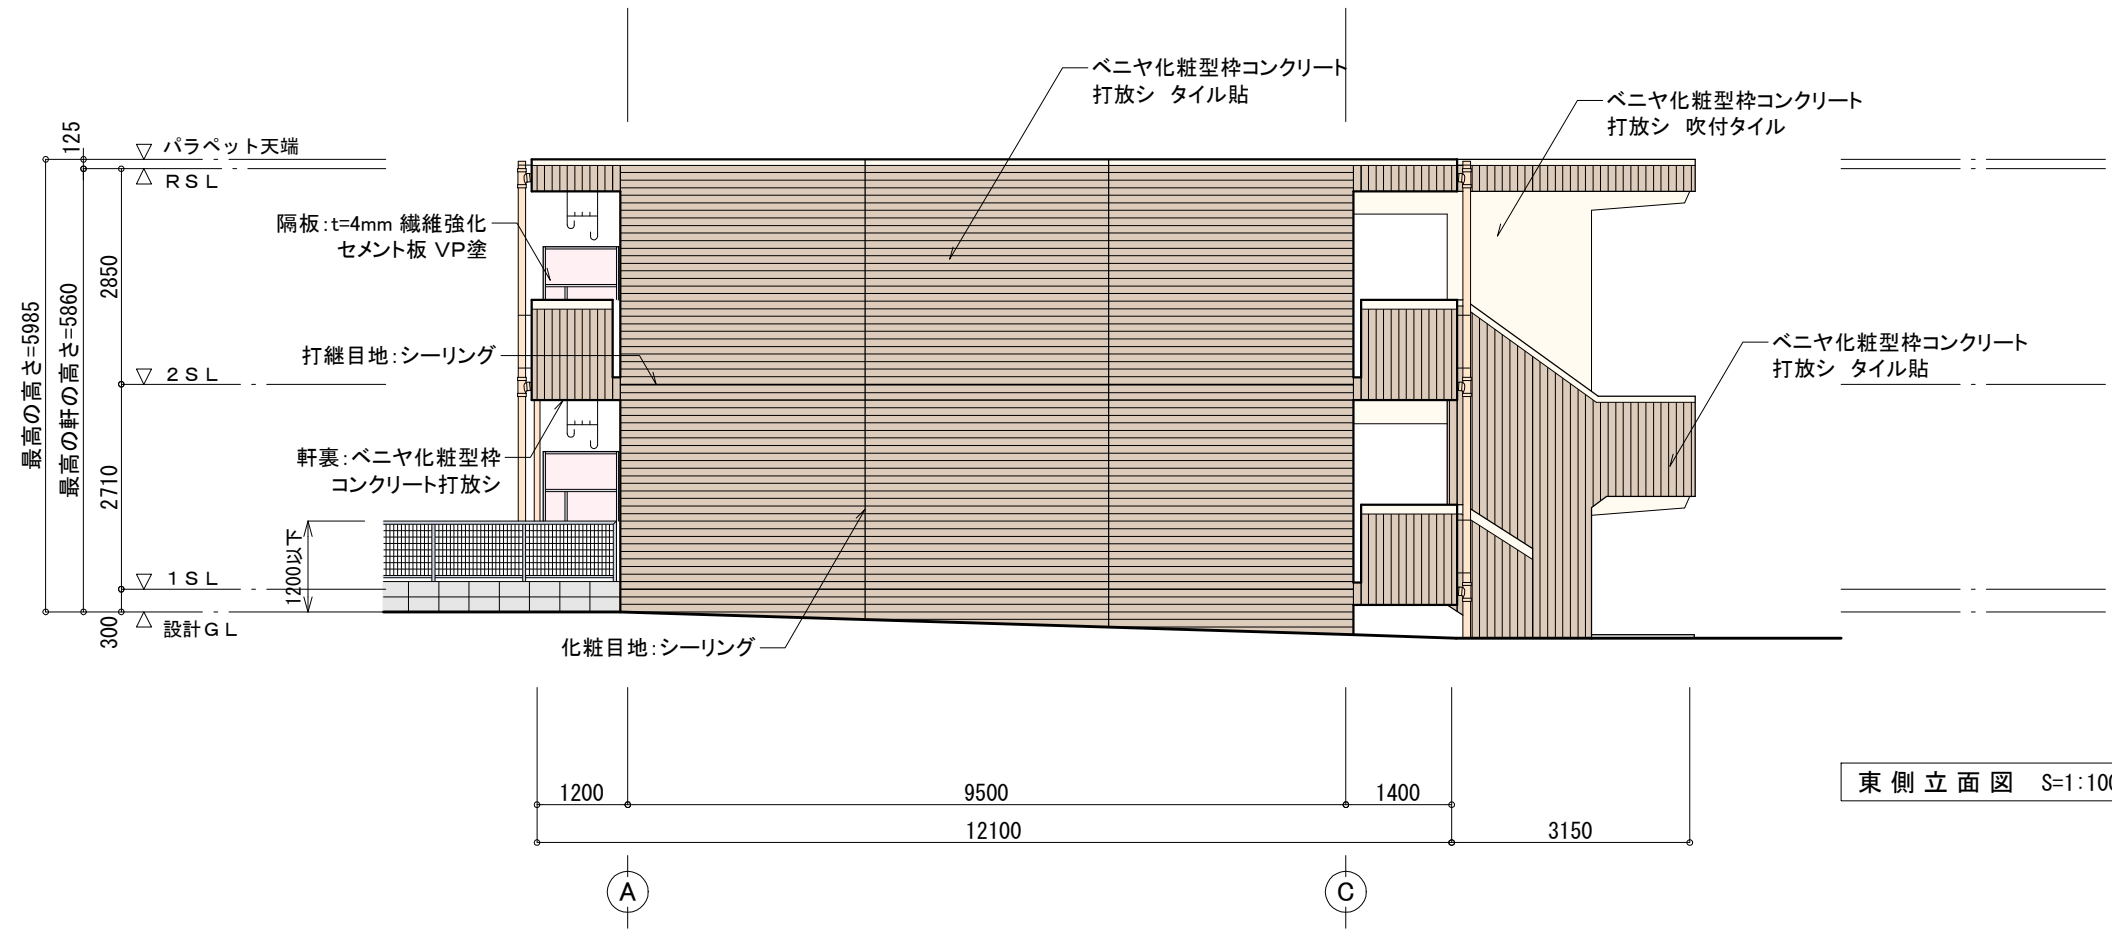 ベニヤ化粧型枠コンクリート
打放シ タイル貼
ベニヤ化粧型枠コンクリート
打放シ 吹付タイル
125
パラペット天端
RSL
隔板:t=4mm 繊維強化
セメント板 VP塗
2850
最高の高さ=5985
最高の軒の高さ=5860
打継目地:シーリング
ベニヤ化粧型枠コンクリート
打放シ タイル貼
2SL
軒裏:ベニヤ化粧型枠
コンクリート打放シ
2710
1200以下
1SL
設計GL
300
化粧目地:シーリング
東側立面図 S=1:100
1200
9500
1400
12100
3150
A
C